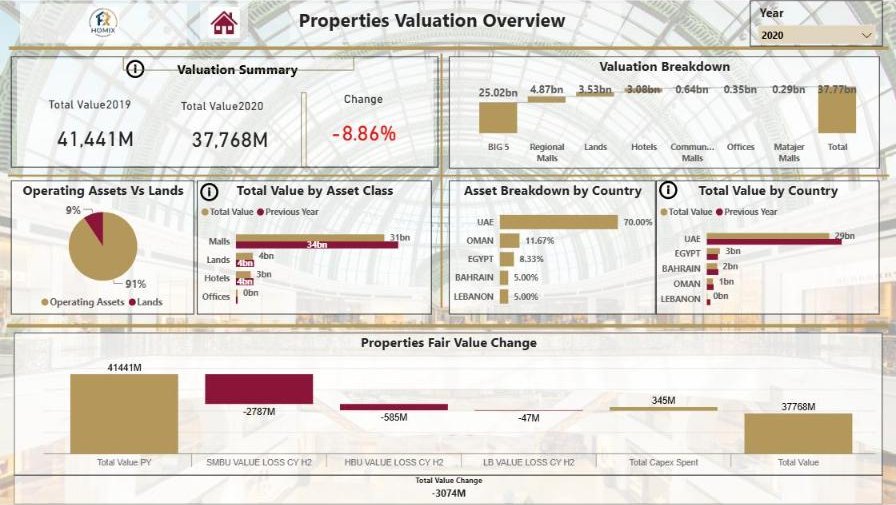 HOMIX
Properties Valuation Overview
Year
2020
Valuation Summary
Total Value2019
41,441M
Total Value2020
37,768M
Change
-8.86%
Valuation Breakdown
25.02bn 4.87bn 3.53bn 3.08bn 0.64bn 0.35bn 0.29bn 37.77bn
BIG 5 Regional Malls Lands Hotels Commun... Malls Offices Matajer Malls Total
Operating Assets Vs Lands
9%
91%
Operating Assets Lands
Total Value by Asset Class
Total Value Previous Year
Malls 31bn
34bn
Lands 4bn
4bn
Hotels 3bn
4bn
Offices 0bn
Asset Breakdown by Country
UAE 70.00%
OMAN 11.67%
EGYPT 8.33%
BAHRAIN 5.00%
LEBANON 5.00%
Total Value by Country
Total Value Previous Year
UAE 29bn
EGYPT 3bn
BAHRAIN 2bn
OMAN 1bn
LEBANON 0bn
Properties Fair Value Change
41441M
-2787M
-585M
-47M
345M
37768M
Total Value PY SMBU VALUE LOSS CY H2 HBU VALUE LOSS CY H2 LB VALUE LOSS CY H2 Total Capex Spent Total Value
Total Value Change
-3074M